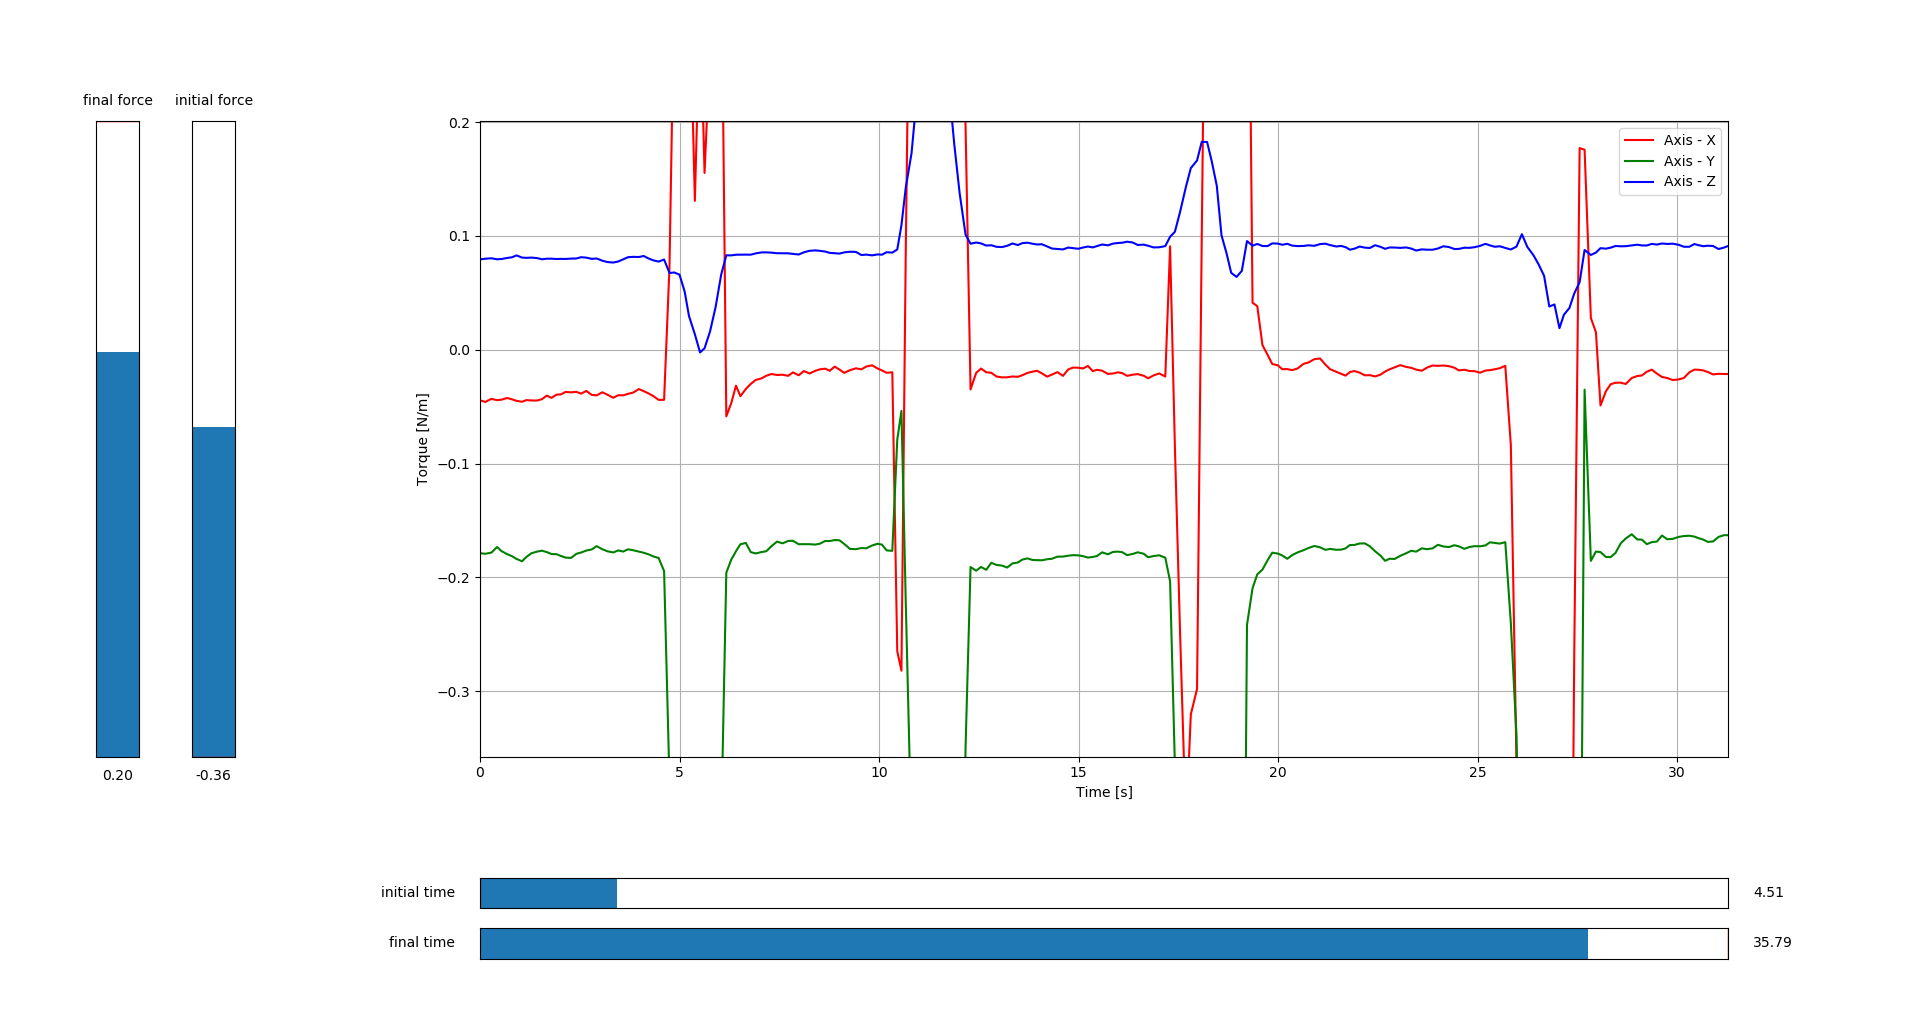 final force
initial force
0.20
-0.36
0.2
0.1
0.0
−0.1
−0.2
−0.3
Torque [N/m]
Axis - X
Axis - Y
Axis - Z
0
5
10
15
20
25
30
Time [s]
initial time
4.51
final time
35.79